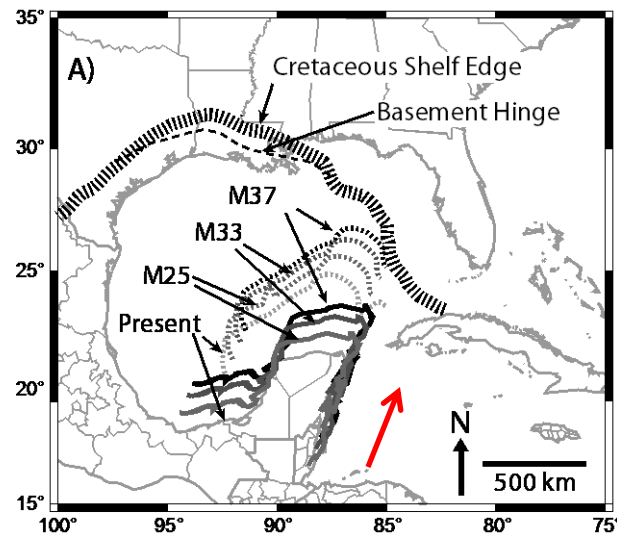 35°
A)
Cretaceous Shelf Edge
Basement Hinge
30°
M37
M33
25°
M25
Present
20°
N
500 km
15°
100°
95°
90°
85°
80°
75°